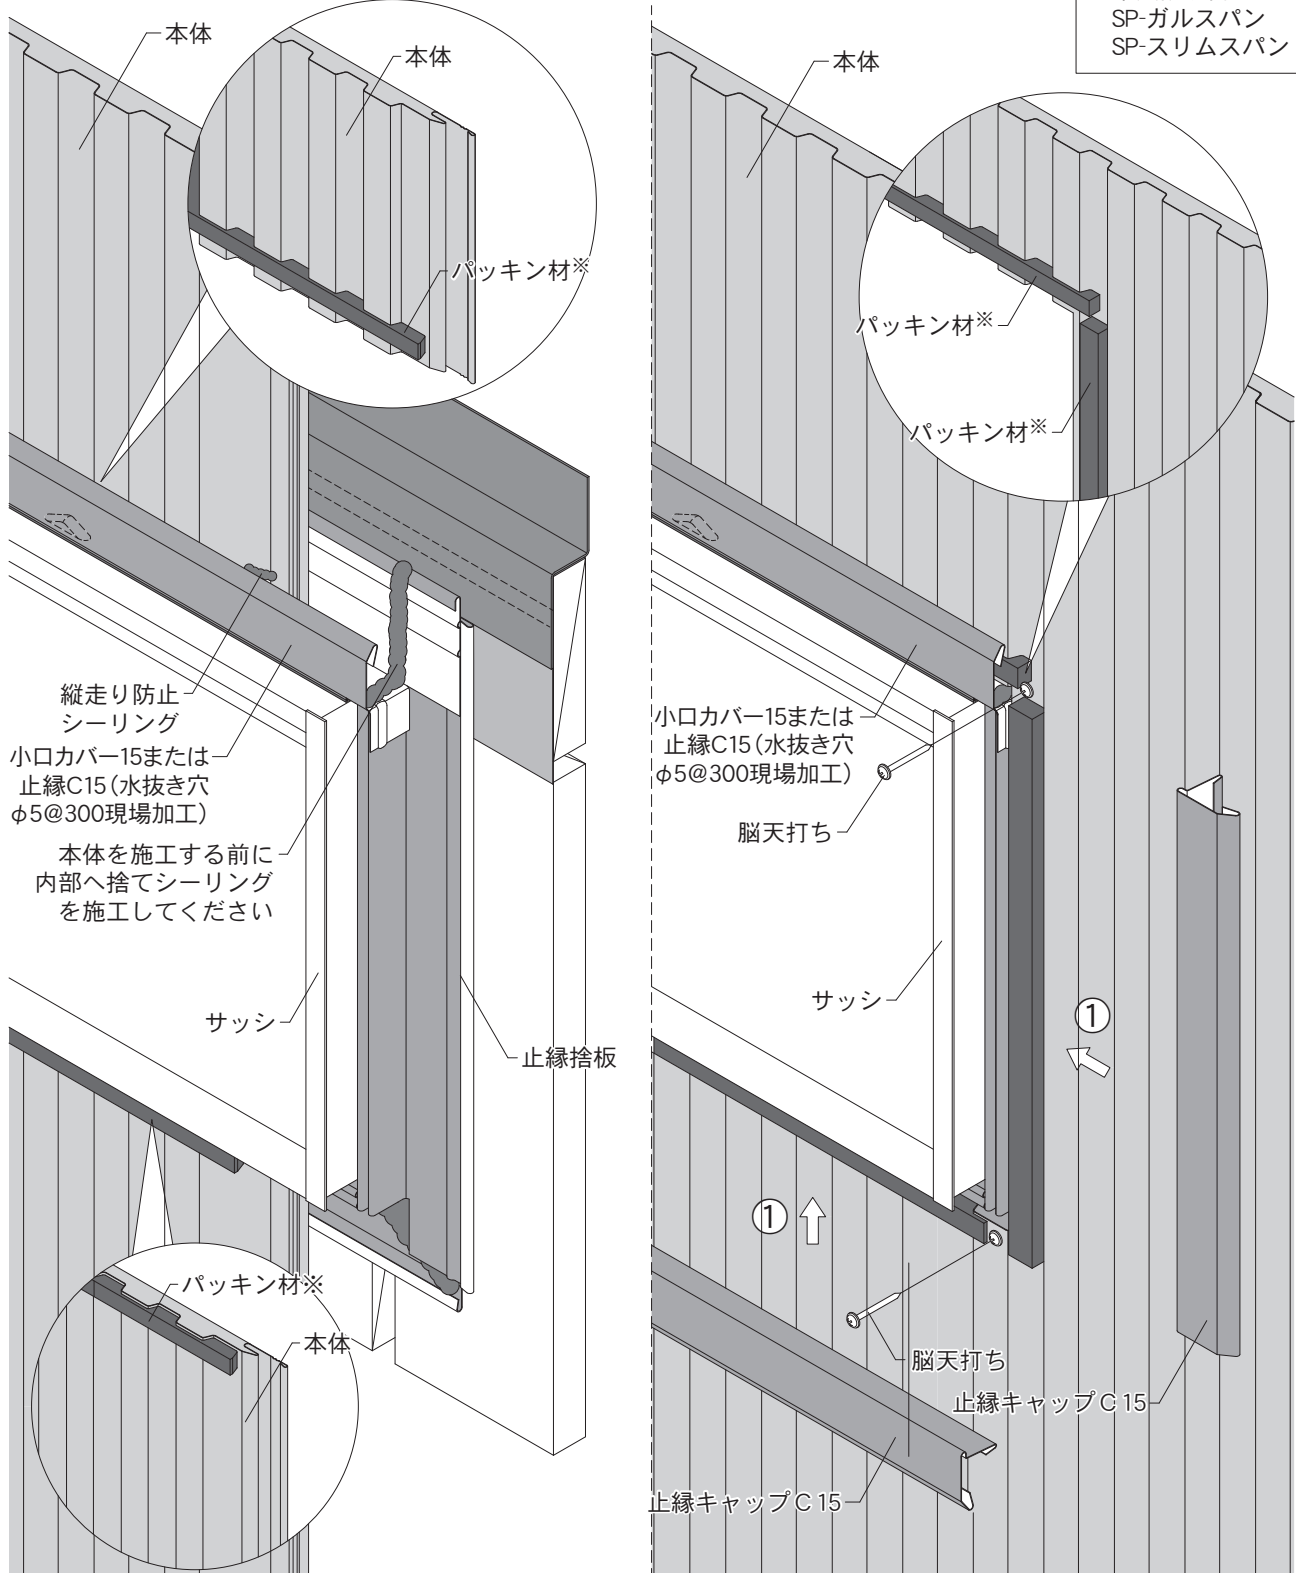 SP-ガルスパン
SP-スリムスパン
本体
本体
パッキン材※
縦走り防止
シーリング
小口カバー15または
止縁C15(水抜き穴
φ5@300現場加工)
本体を施工する前に
内部へ捨てシーリング
を施工してください
サッシ
止縁捨板
パッキン材※
本体
本体
パッキン材※
パッキン材※
小口カバー15または
止縁C15(水抜き穴
φ5@300現場加工)
脳天打ち
サッシ
①
①
脳天打ち
止縁キャップC15
止縁キャップC15